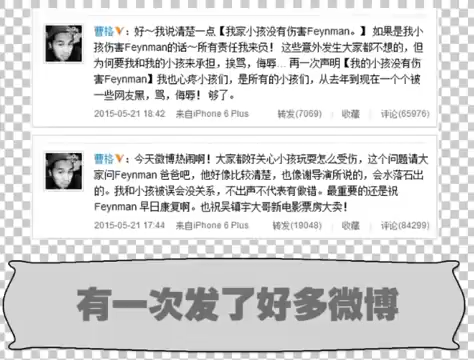 曹格V：好～我说清楚一点【我家小孩没有伤害Feynman。】 如果是我小
孩伤害Feynman的话～所有责任我来负！ 这些意外发生大家都不想的，但
为何要我和我的小孩来承担，挨骂，侮辱... 再一次声明【我的小孩没有伤
害Feynman】我也心疼小孩们，是所有的小孩们，从去年到现在一个个被
一些网友黑，骂，侮辱！ 够了。
2015-05-21 18:42 来自iPhone 6 Plus 转发(7069) 收藏 评论(65976)
曹格V：今天微博热闹啊！大家都好关心小孩玩耍怎么受伤，这个问题请大
家问Feynman 爸爸吧，他好像比较清楚，也像谢导演所说的，会水落石出
的。我和小孩被误会没关系，不出声不代表有做错。最重要的还是祝
Feynman 早日康复啊。也祝吴镇宇大哥新电影票房大卖！
2015-05-21 17:44 来自iPhone 6 Plus 转发(19048) 收藏 评论(84299)
有一次发了好多微博